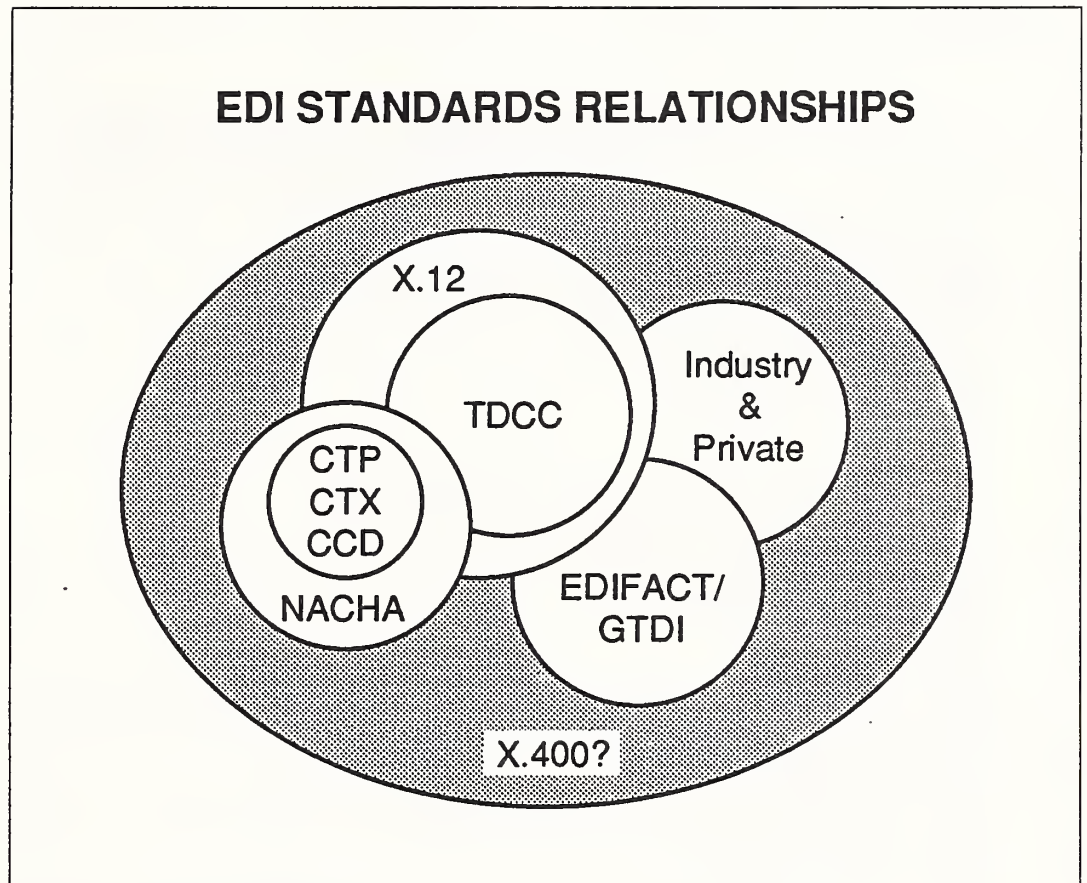 EDI STANDARDS RELATIONSHIPS
X.12
TDCC
Industry
&
Private
CTP
CTX
CCD
NACHA
EDIFACT/
GTDI
X.400?